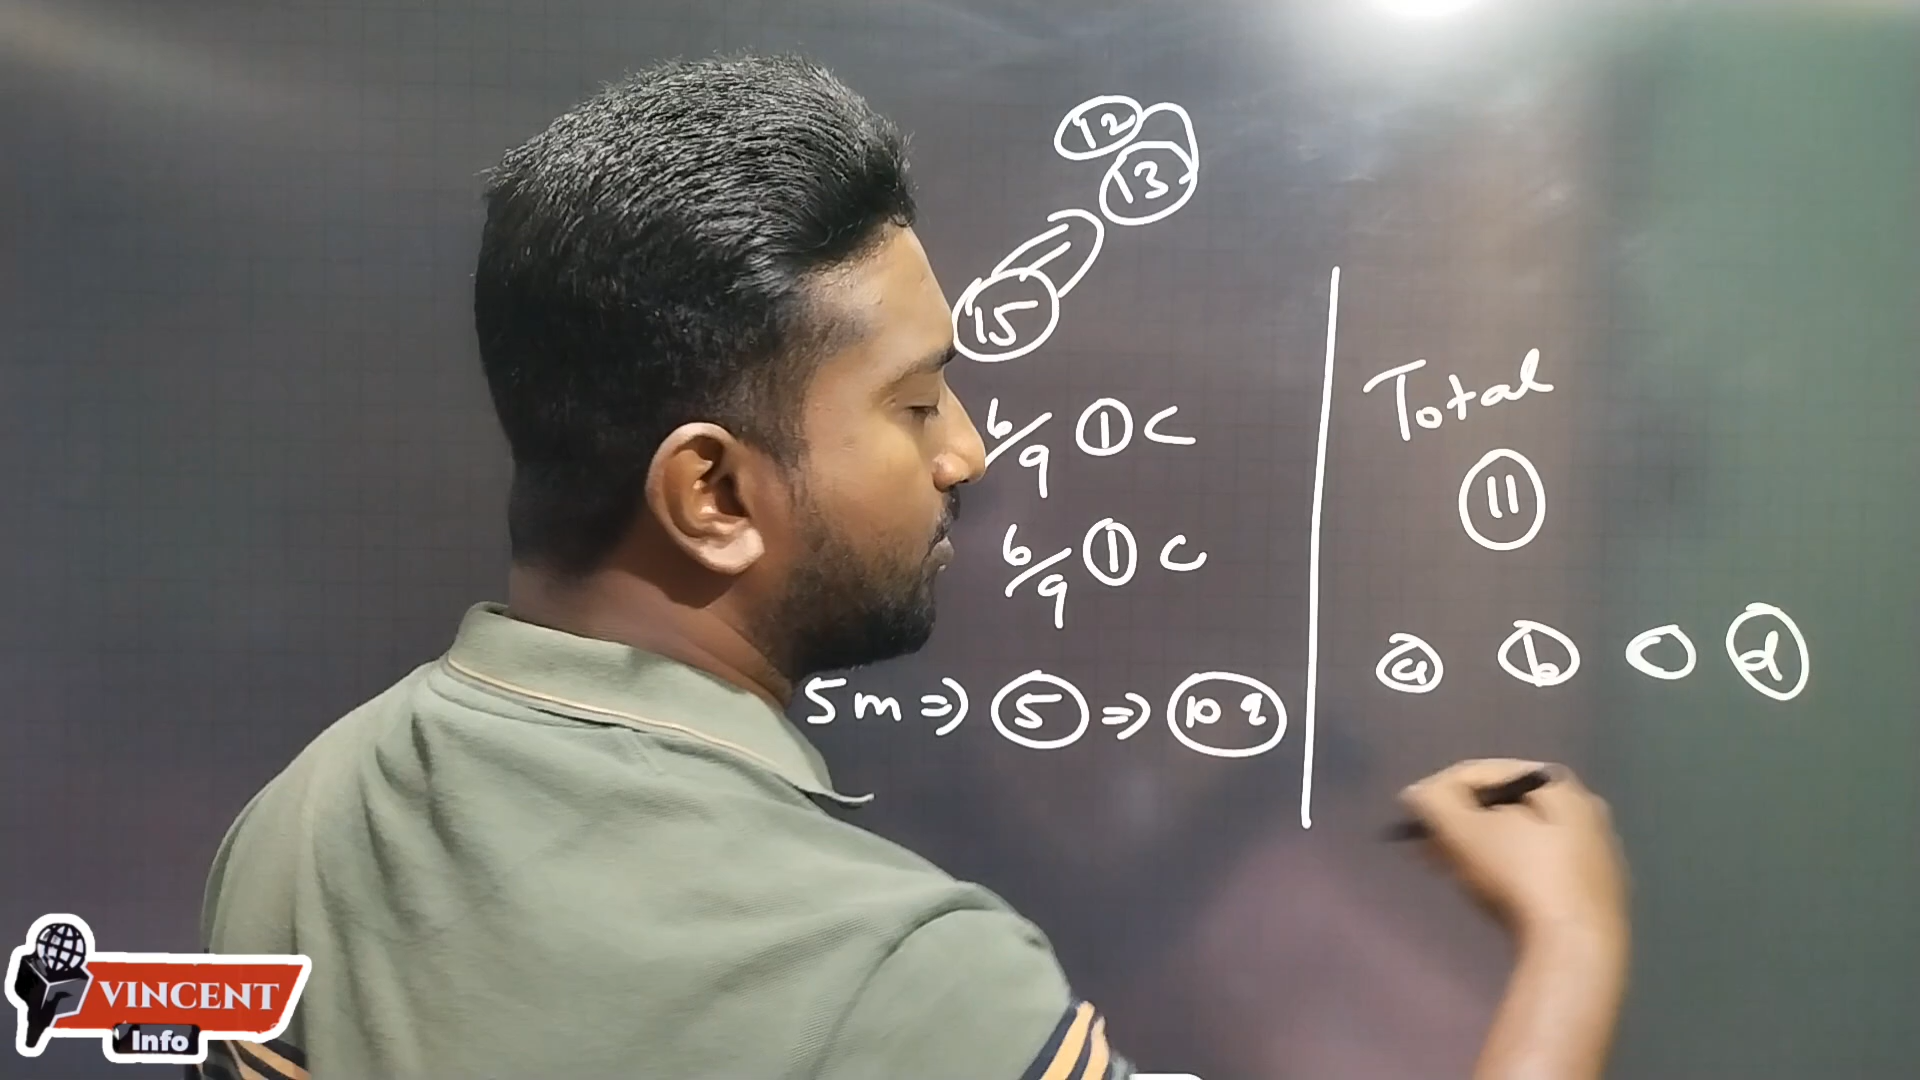 12
13
15
6/9 1 C
6/9 1 C
5m => 5 => 10 q
Total
11
a b c d
VINCENT
Info